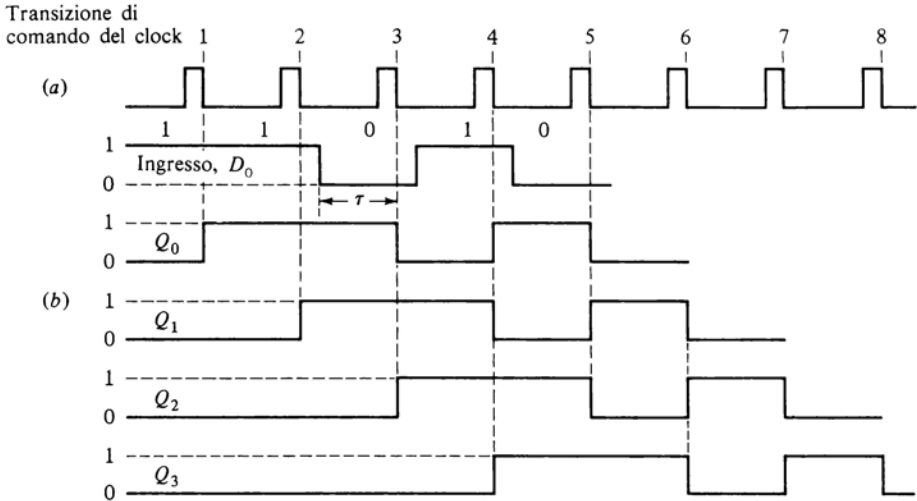 Transizione di
comando del clock 1 2 3 4 5 6 7 8
(a)
1 1 0 1 0
1
Ingresso, D₀
0
τ
1
Q₀
0
(b)
1
Q₁
0
1
Q₂
0
1
Q₃
0